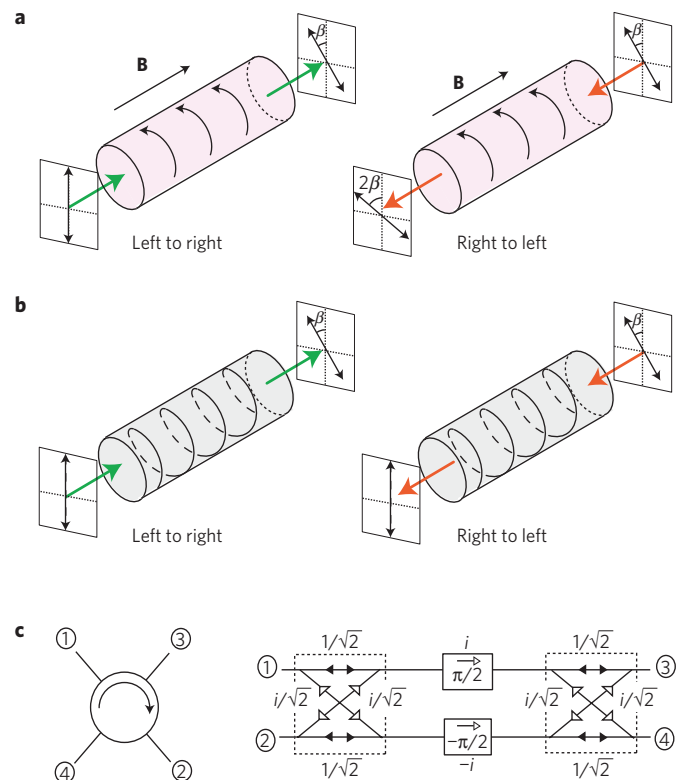 a
B
β
Left to right
B
β
2β
Right to left
b
β
Left to right
β
Right to left
c
① ③
④ ②
1/√2 i 1/√2
① π/2 ③
i/√2 i/√2 i/√2 i/√2
② −π/2 ④
1/√2 −i 1/√2